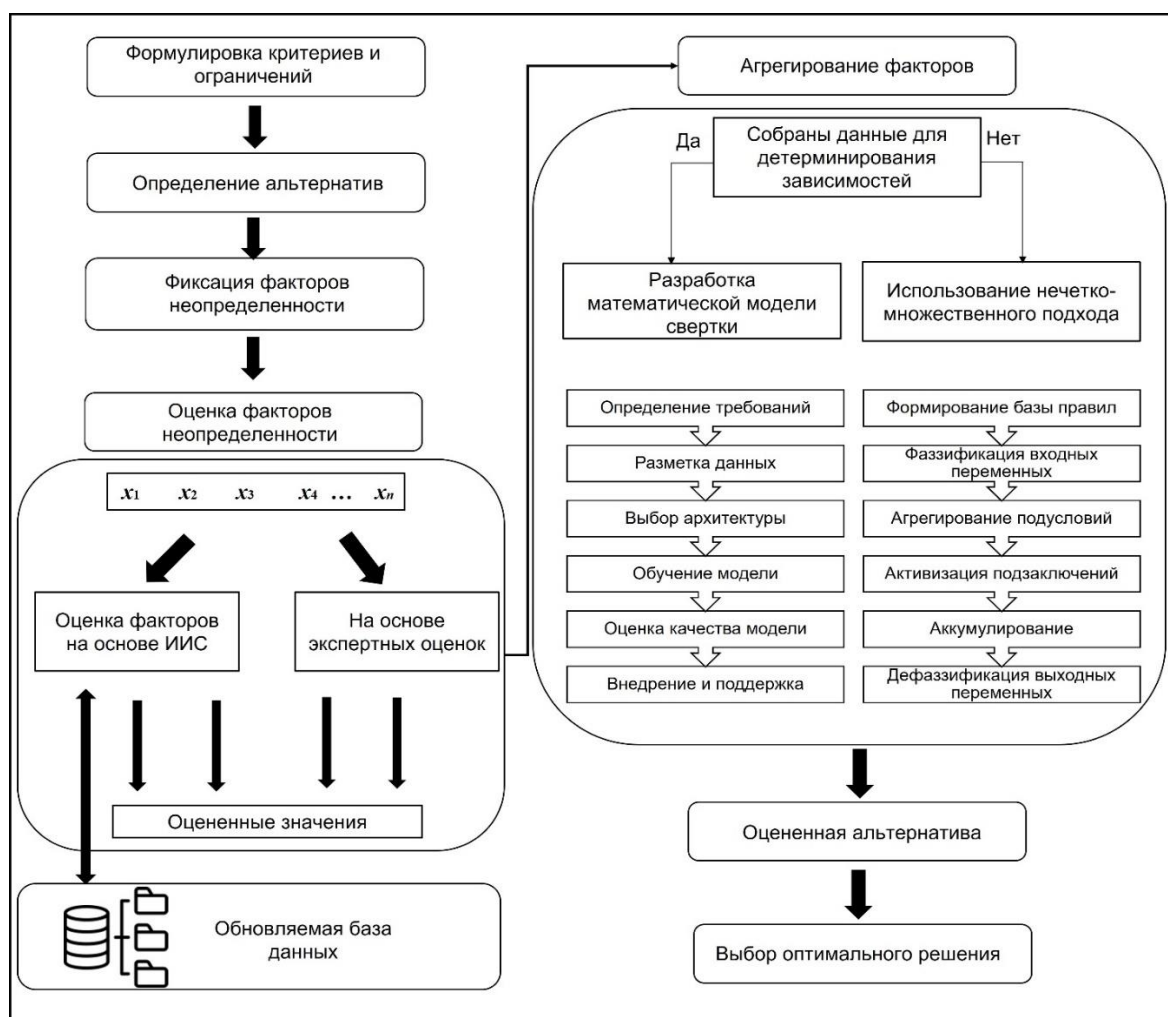 Формулировка критериев и
ограничений
Определение альтернатив
Фиксация факторов
неопределенности
Оценка факторов
неопределенности
x1 x2 x3 x4 … xn
Оценка факторов
на основе ИИС
На основе
экспертных оценок
Оцененные значения
Обновляемая база
данных
Агрегирование факторов
Да
Собраны данные для
детерминирования
зависимостей
Нет
Разработка
математической модели
свертки
Использование нечетко-
множественного подхода
Определение требований
Разметка данных
Выбор архитектуры
Обучение модели
Оценка качества модели
Внедрение и поддержка
Формирование базы правил
Фаззификация входных
переменных
Агрегирование подусловий
Активизация подзаключений
Аккумулирование
Дефаззификация выходных
переменных
Оцененная альтернатива
Выбор оптимального решения